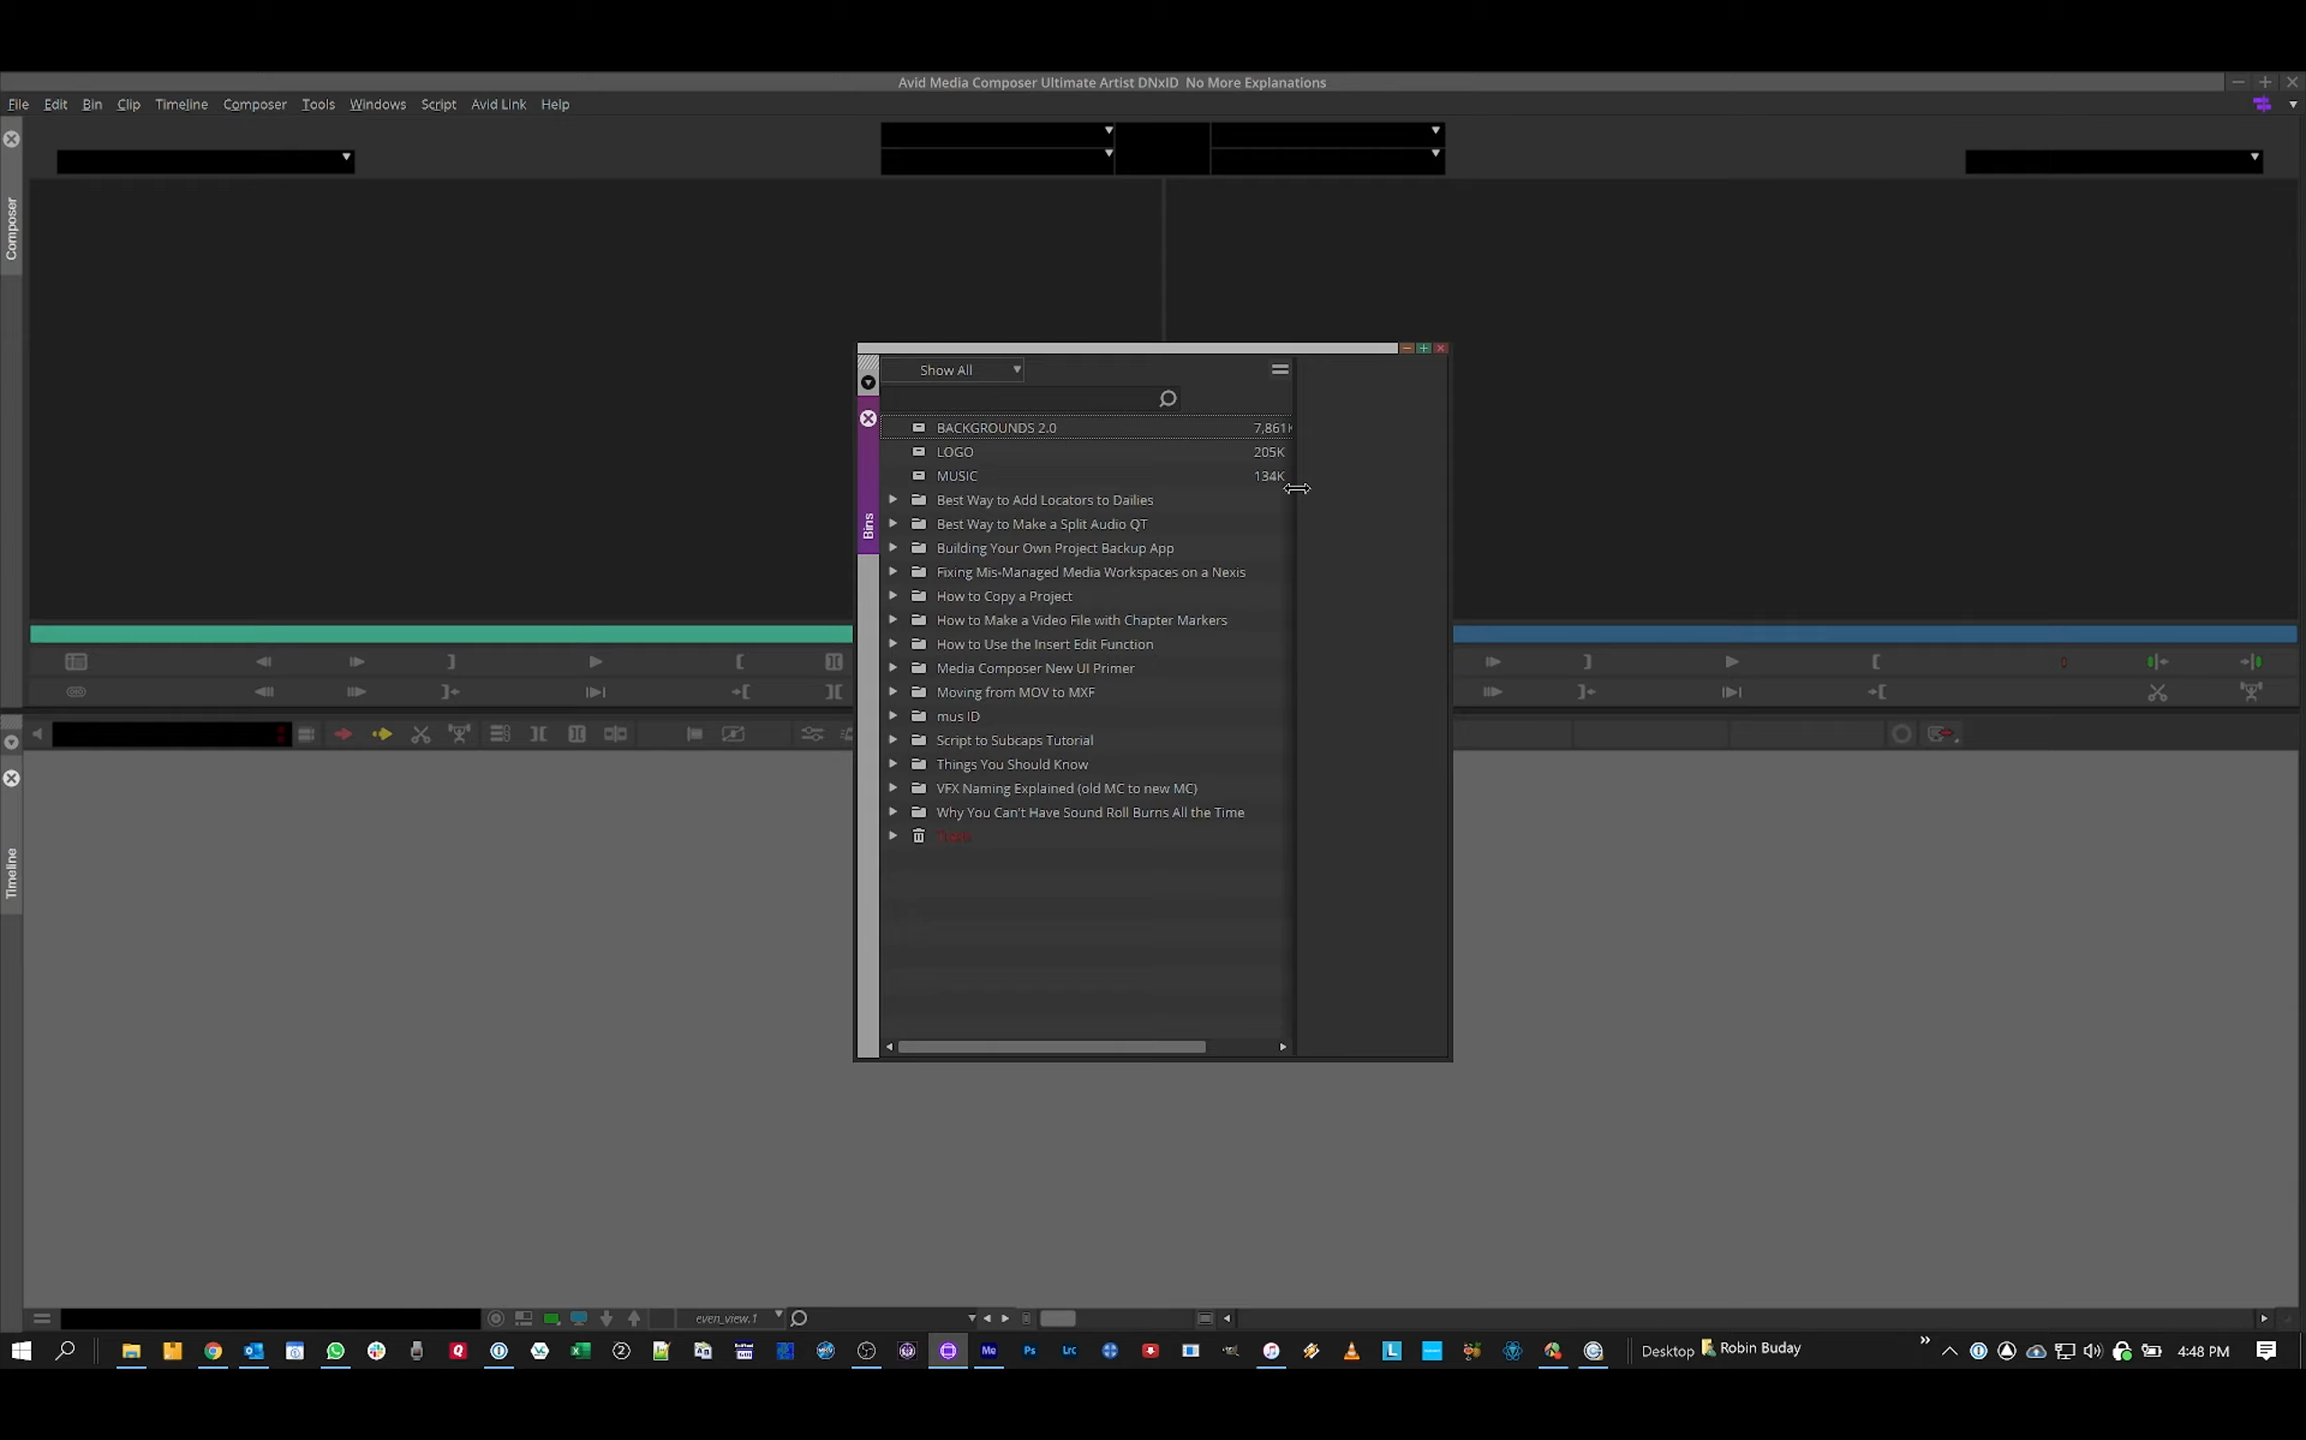 Avid Media Composer Ultimate Artist DNxID  No More Explanations
File Edit Bin Clip Timeline Composer Tools Windows Script Avid Link Help
Composer
Show All
Bins
BACKGROUNDS 2.0 7,861K
LOGO 205K
MUSIC 134K
Best Way to Add Locators to Dailies
Best Way to Make a Split Audio QT
Building Your Own Project Backup App
Fixing Mis-Managed Media Workspaces on a Nexis
How to Copy a Project
How to Make a Video File with Chapter Markers
How to Use the Insert Edit Function
Media Composer New UI Primer
Moving from MOV to MXF
mus ID
Script to Subcaps Tutorial
Things You Should Know
VFX Naming Explained (old MC to new MC)
Why You Can't Have Sound Roll Burns All the Time
Trash
Timeline
even_view.1
Me Ps Lrc L
Desktop Robin Buday
4:48 PM